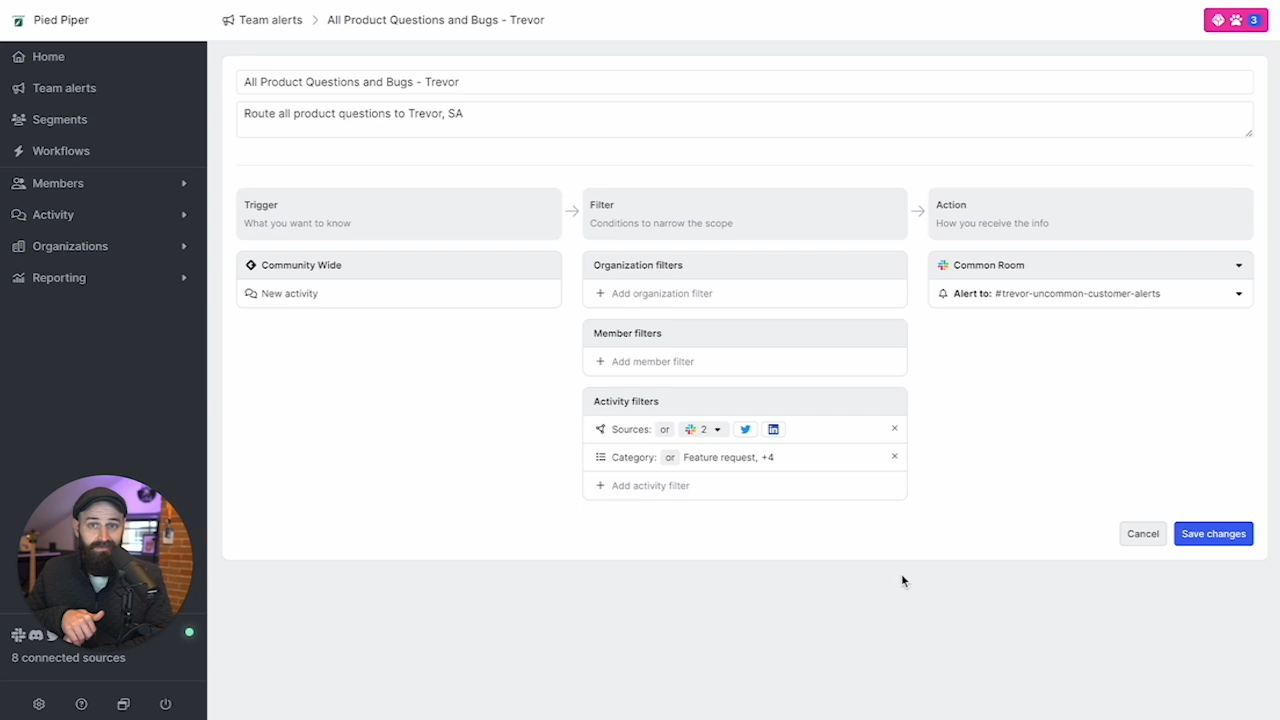 Pied Piper
Team alerts
All Product Questions and Bugs - Trevor
3
Home
Team alerts
Segments
Workflows
Members
Activity
Organizations
Reporting
8 connected sources
All Product Questions and Bugs - Trevor
Route all product questions to Trevor, SA
Trigger
What you want to know
Community Wide
New activity
Filter
Conditions to narrow the scope
Organization filters
+ Add organization filter
Member filters
+ Add member filter
Activity filters
Sources: or 2
Category: or Feature request, +4
+ Add activity filter
Action
How you receive the info
Common Room
Alert to: #trevor-uncommon-customer-alerts
Cancel
Save changes